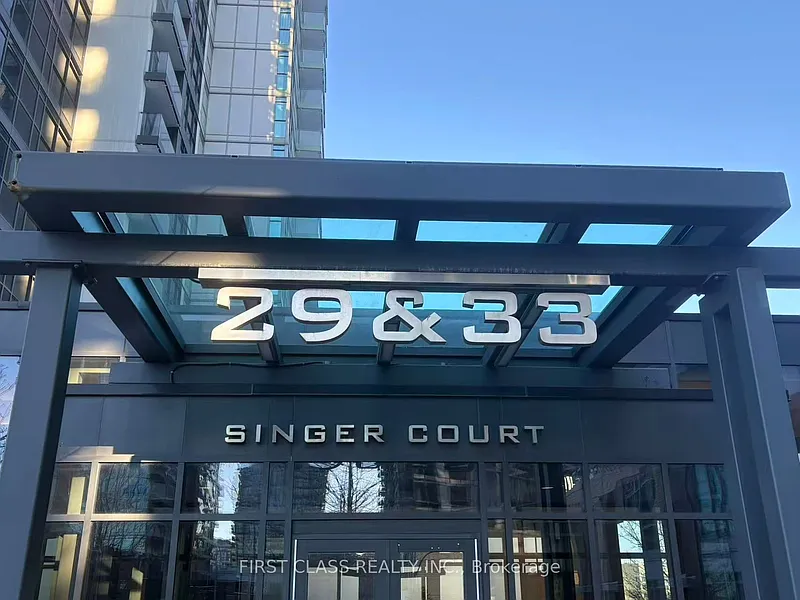 29&33
SINGER COURT
FIRST CLASS REALTY INC., Brokerage